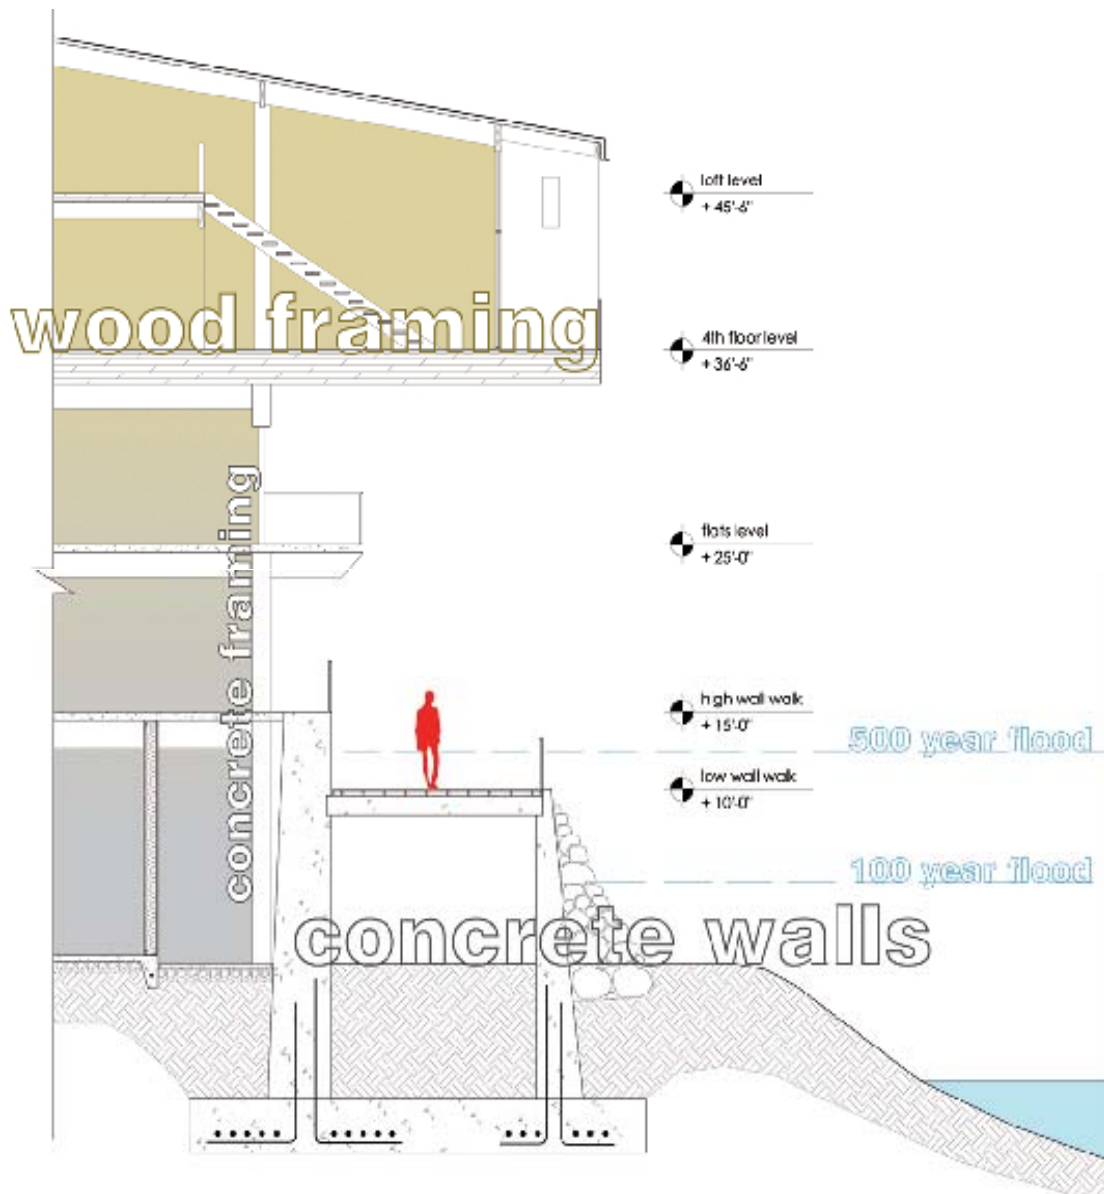 loft level
+ 45'-6"
wood framing
4th floor level
+ 36'-6"
concrete framing
flats level
+ 25'-0"
high wall walk
+ 15'-0"
500 year flood
low wall walk
+ 10'-0"
100 year flood
concrete walls